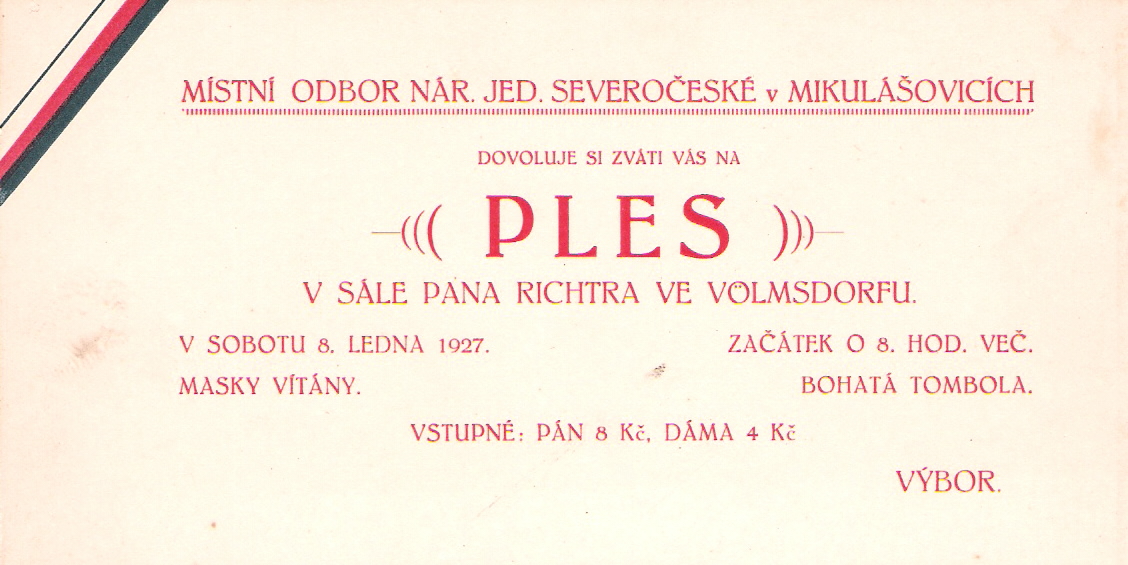 MÍSTNÍ ODBOR NÁR. JED. SEVEROČESKÉ v MIKULÁŠOVICÍCH
DOVOLUJE SI ZVÁTI VÁS NA
PLES
V SÁLE PANA RICHTRA VE VÖLMSDORFU.
V SOBOTU 8. LEDNA 1927. ZAČÁTEK O 8. HOD. VEČ.
MASKY VÍTÁNY. BOHATÁ TOMBOLA.
VSTUPNÉ: PÁN 8 Kč, DÁMA 4 Kč
VÝBOR.